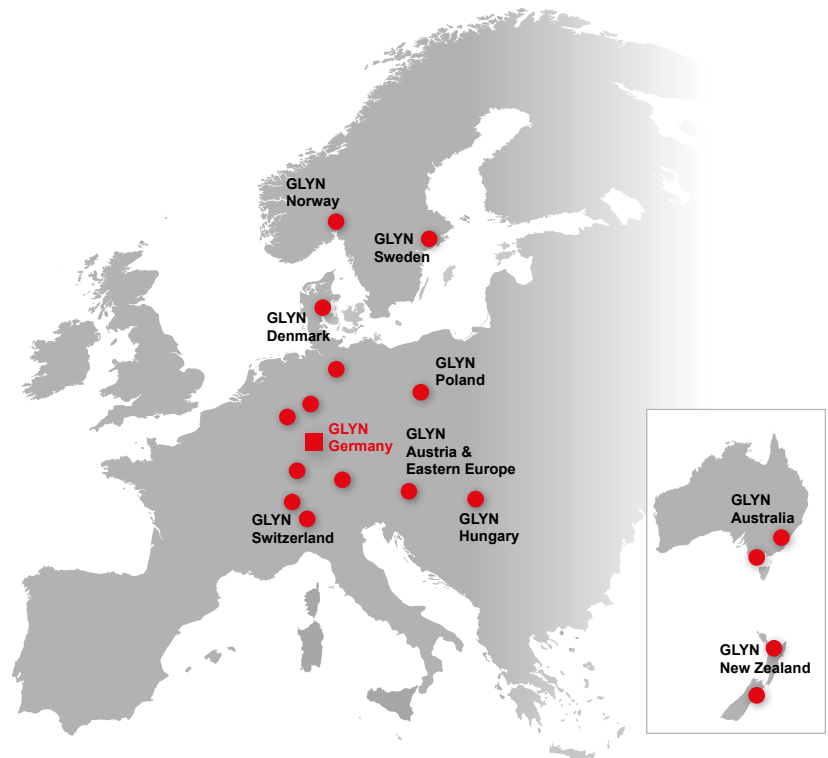 GLYN
Norway
GLYN
Sweden
GLYN
Denmark
GLYN
Poland
GLYN
Germany
GLYN
Austria &
Eastern Europe
GLYN
Switzerland
GLYN
Hungary
GLYN
Australia
GLYN
New Zealand